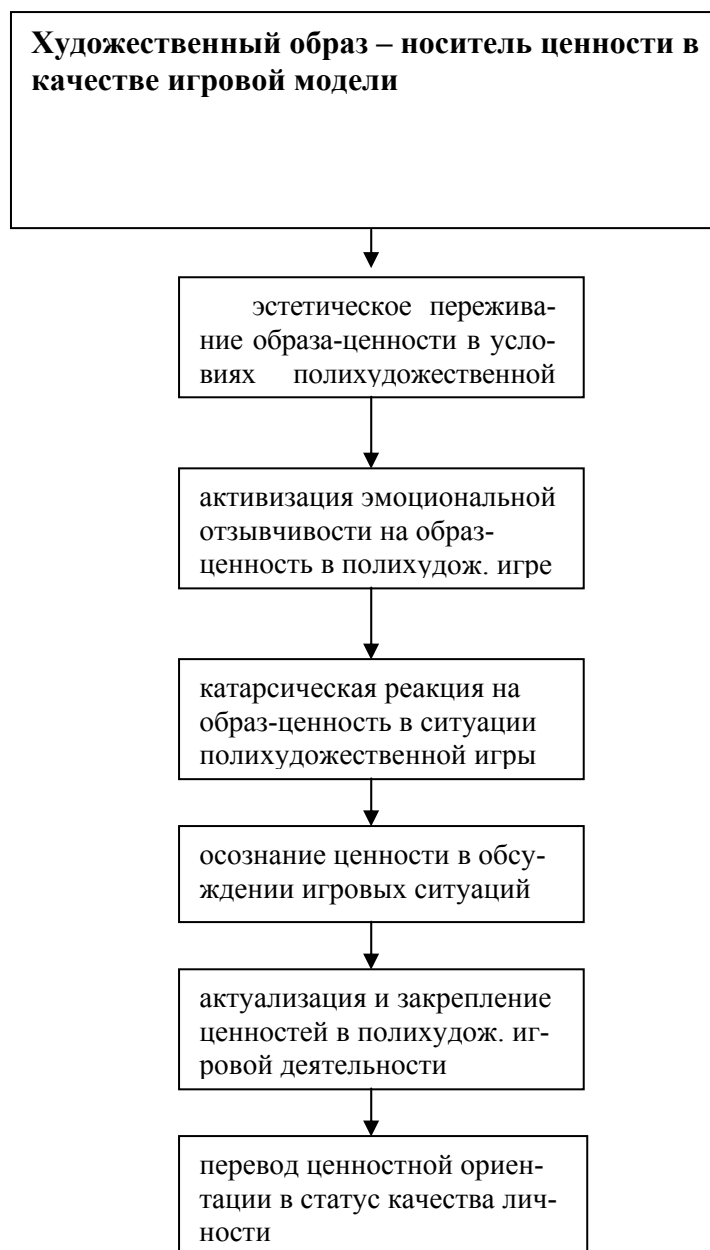 Художественный образ – носитель ценности в
качестве игровой модели
эстетическое пережива-
ние образа-ценности в усло-
виях полихудожественной
активизация эмоциональной
отзывчивости на образ-
ценность в полихудож. игре
катарсическая реакция на
образ-ценность в ситуации
полихудожественной игры
осознание ценности в обсу-
ждении игровых ситуаций
актуализация и закрепление
ценностей в полихудож. иг-
ровой деятельности
перевод ценностной ориен-
тации в статус качества лич-
ности